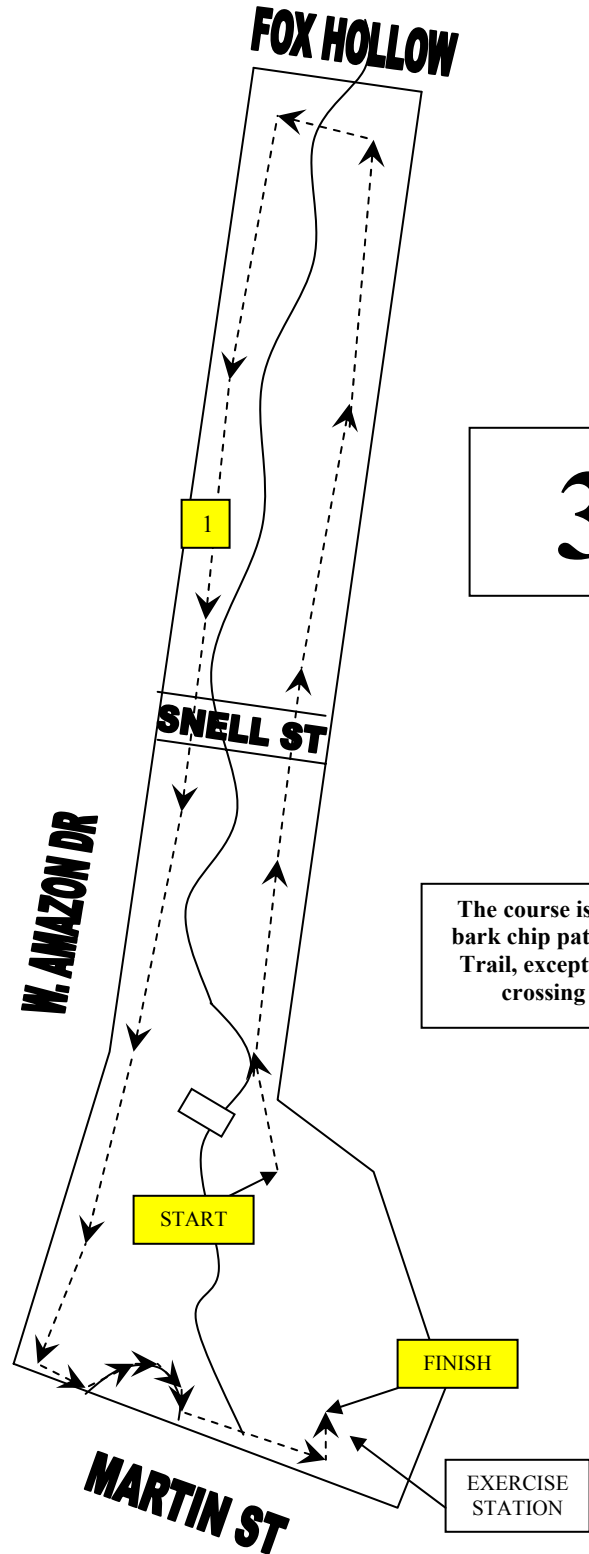 FOX HOLLOW
1
3
SNELL ST
W. AMAZON DR
The course is
bark chip pat
Trail, except
crossing
START
FINISH
EXERCISE
STATION
MARTIN ST